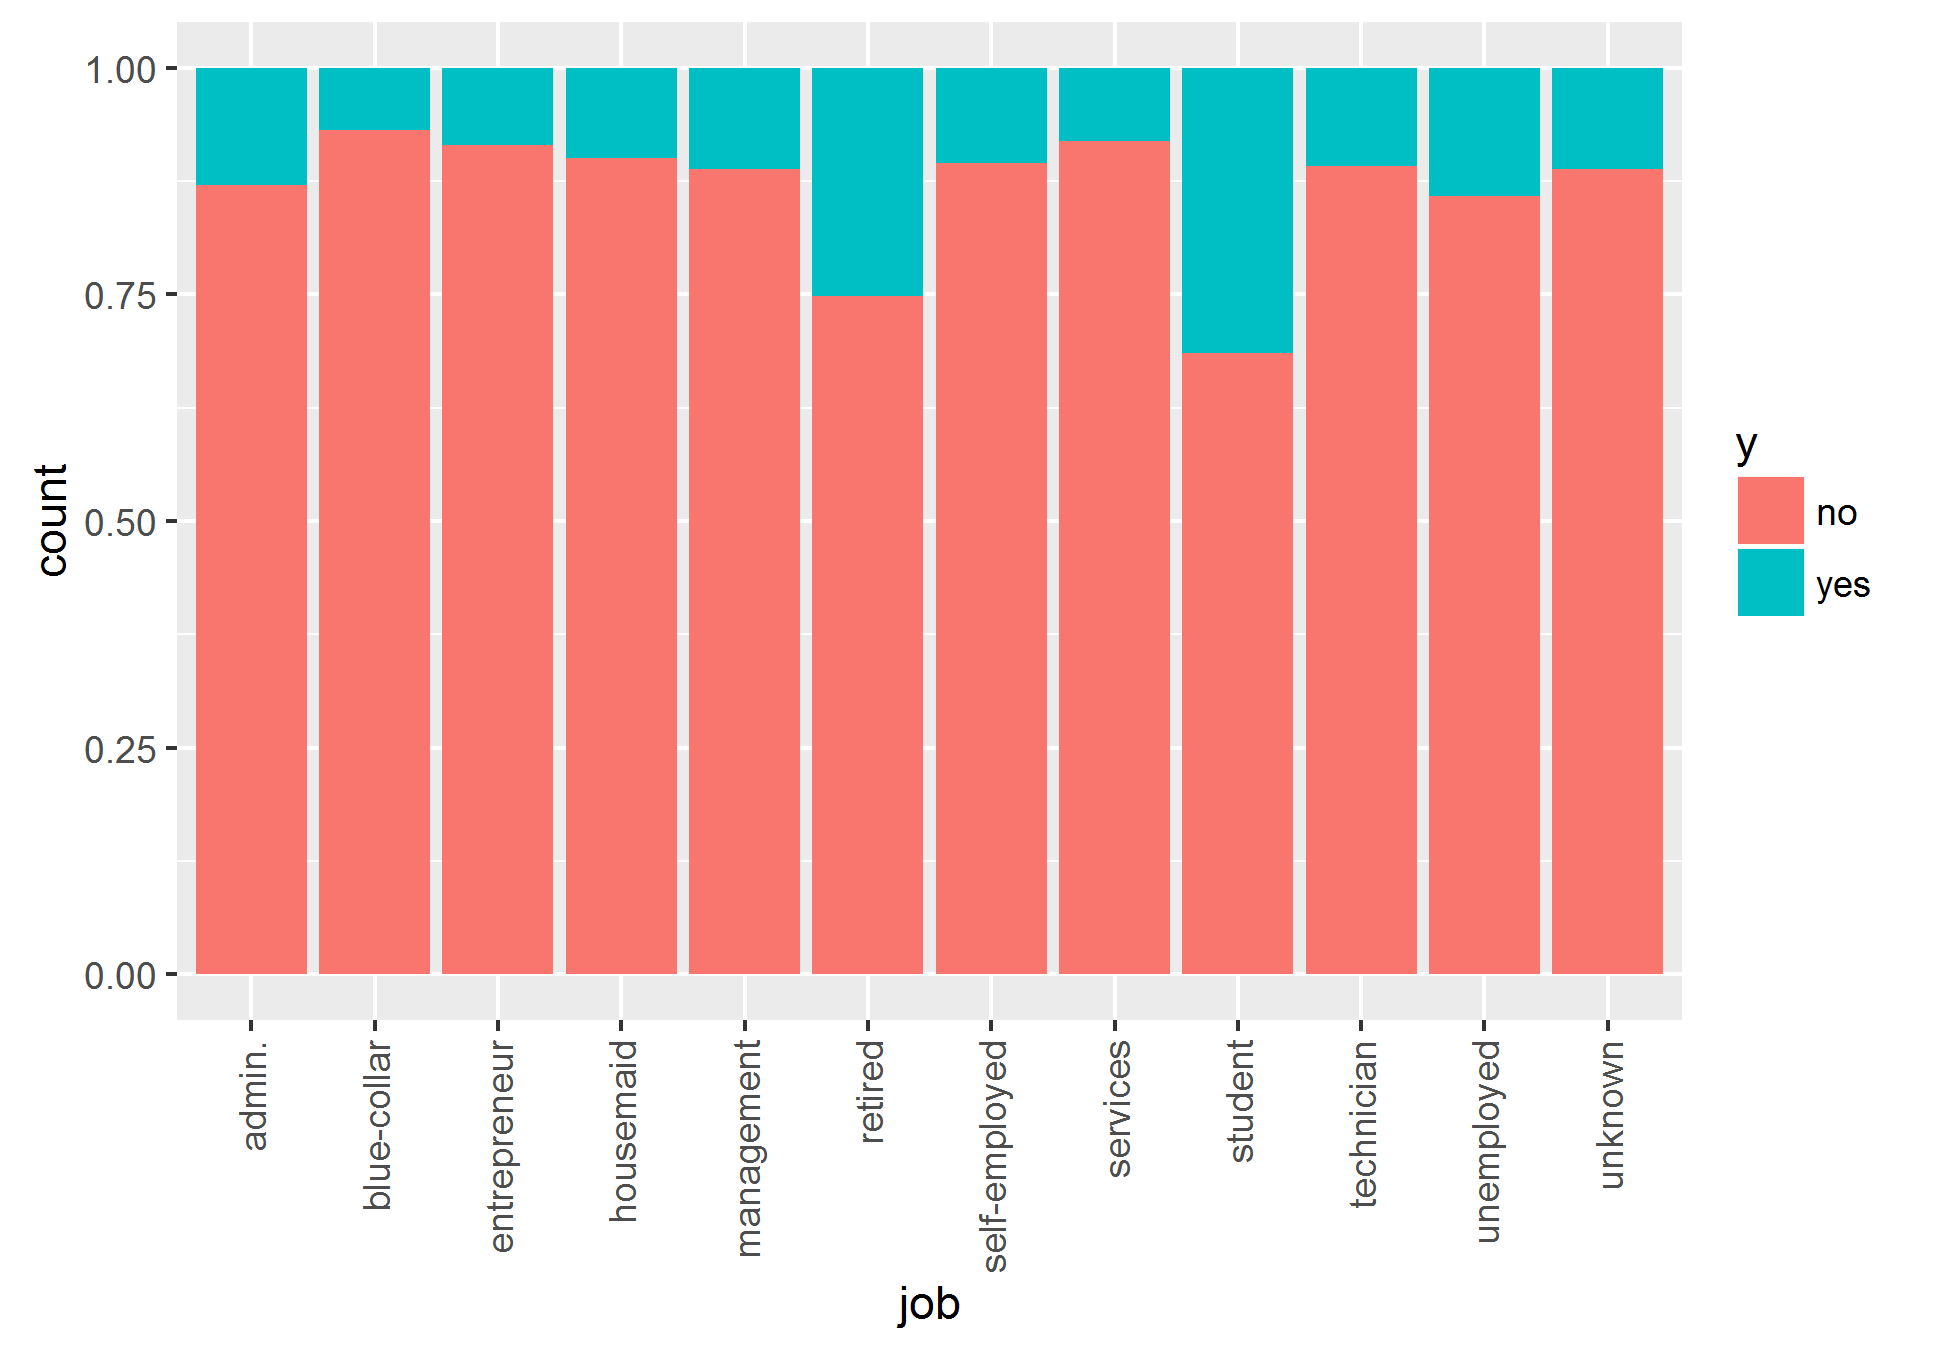 1.00
0.75
0.50
0.25
0.00
count
admin.
blue-collar
entrepreneur
housemaid
management
retired
self-employed
services
student
technician
unemployed
unknown
job
y
no
yes